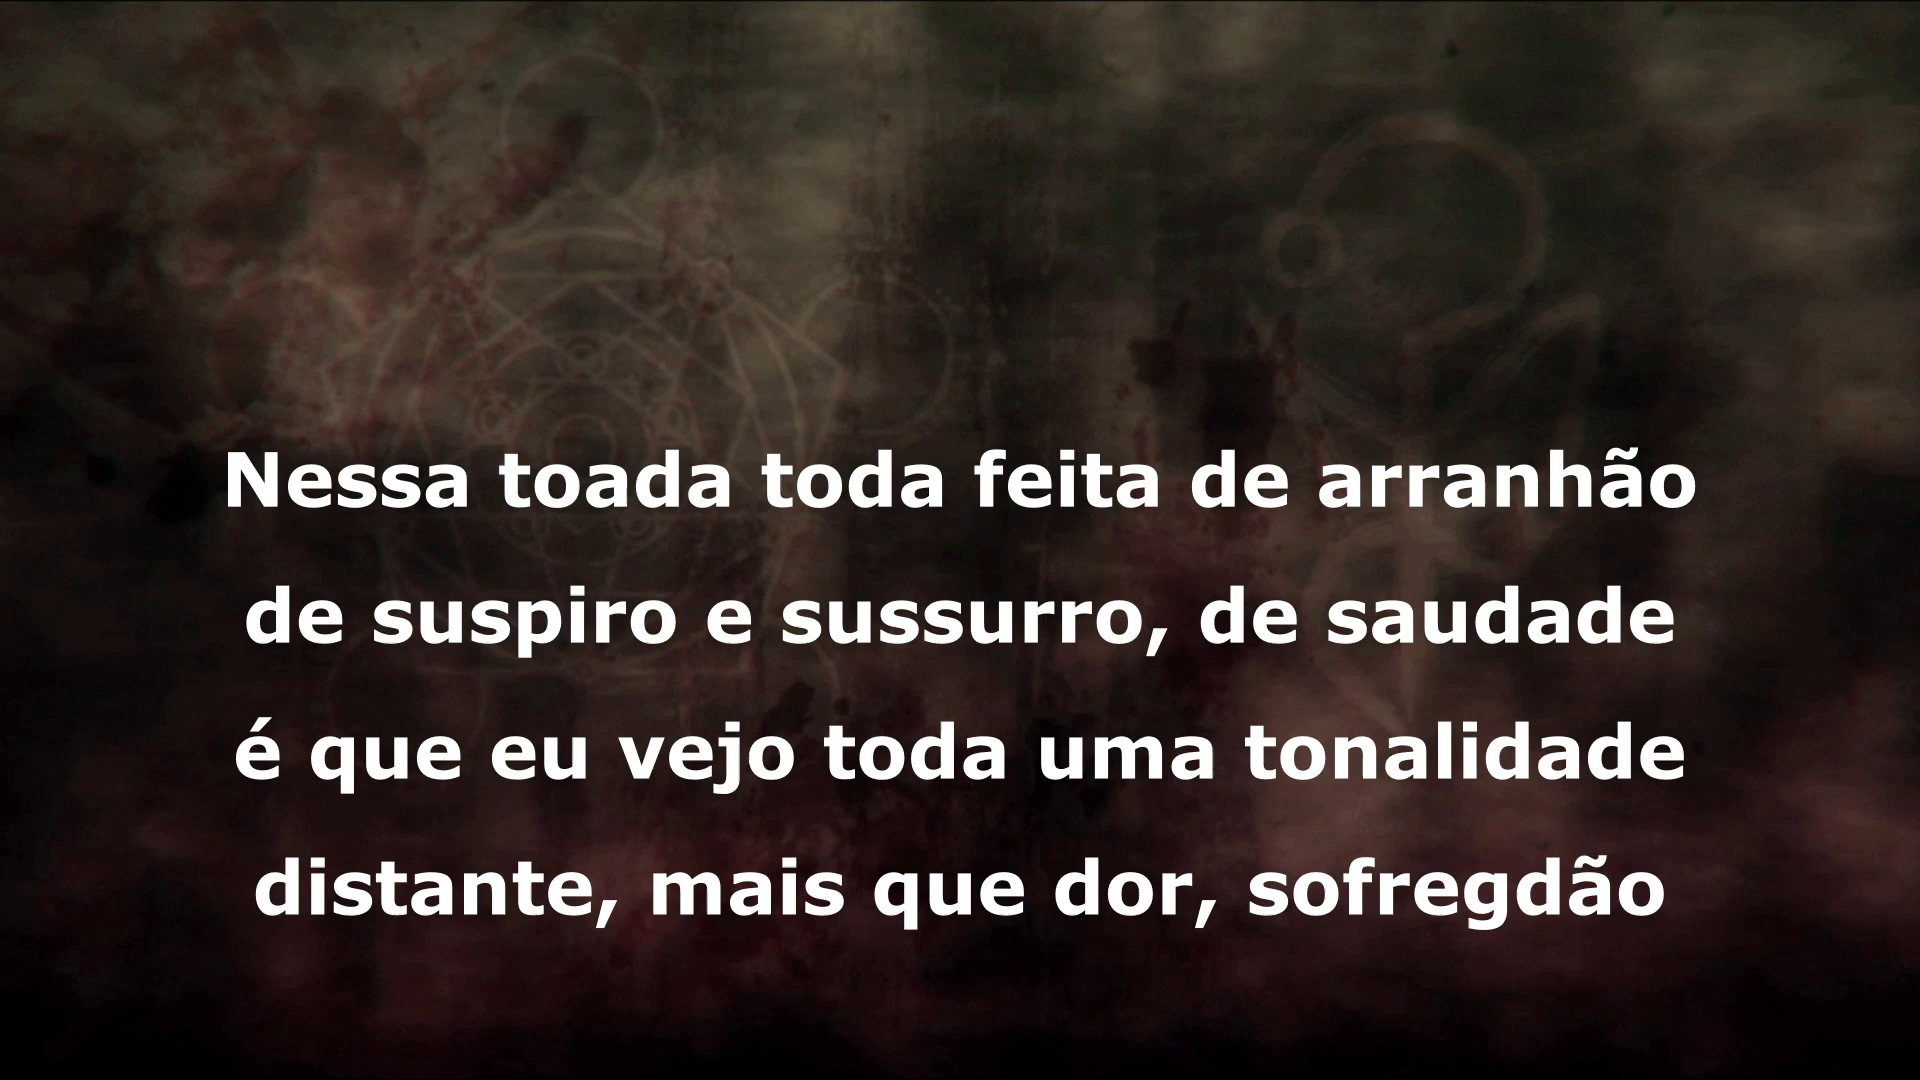 Nessa toada toda feita de arranhão
de suspiro e sussurro, de saudade
é que eu vejo toda uma tonalidade
distante, mais que dor, sofregdão